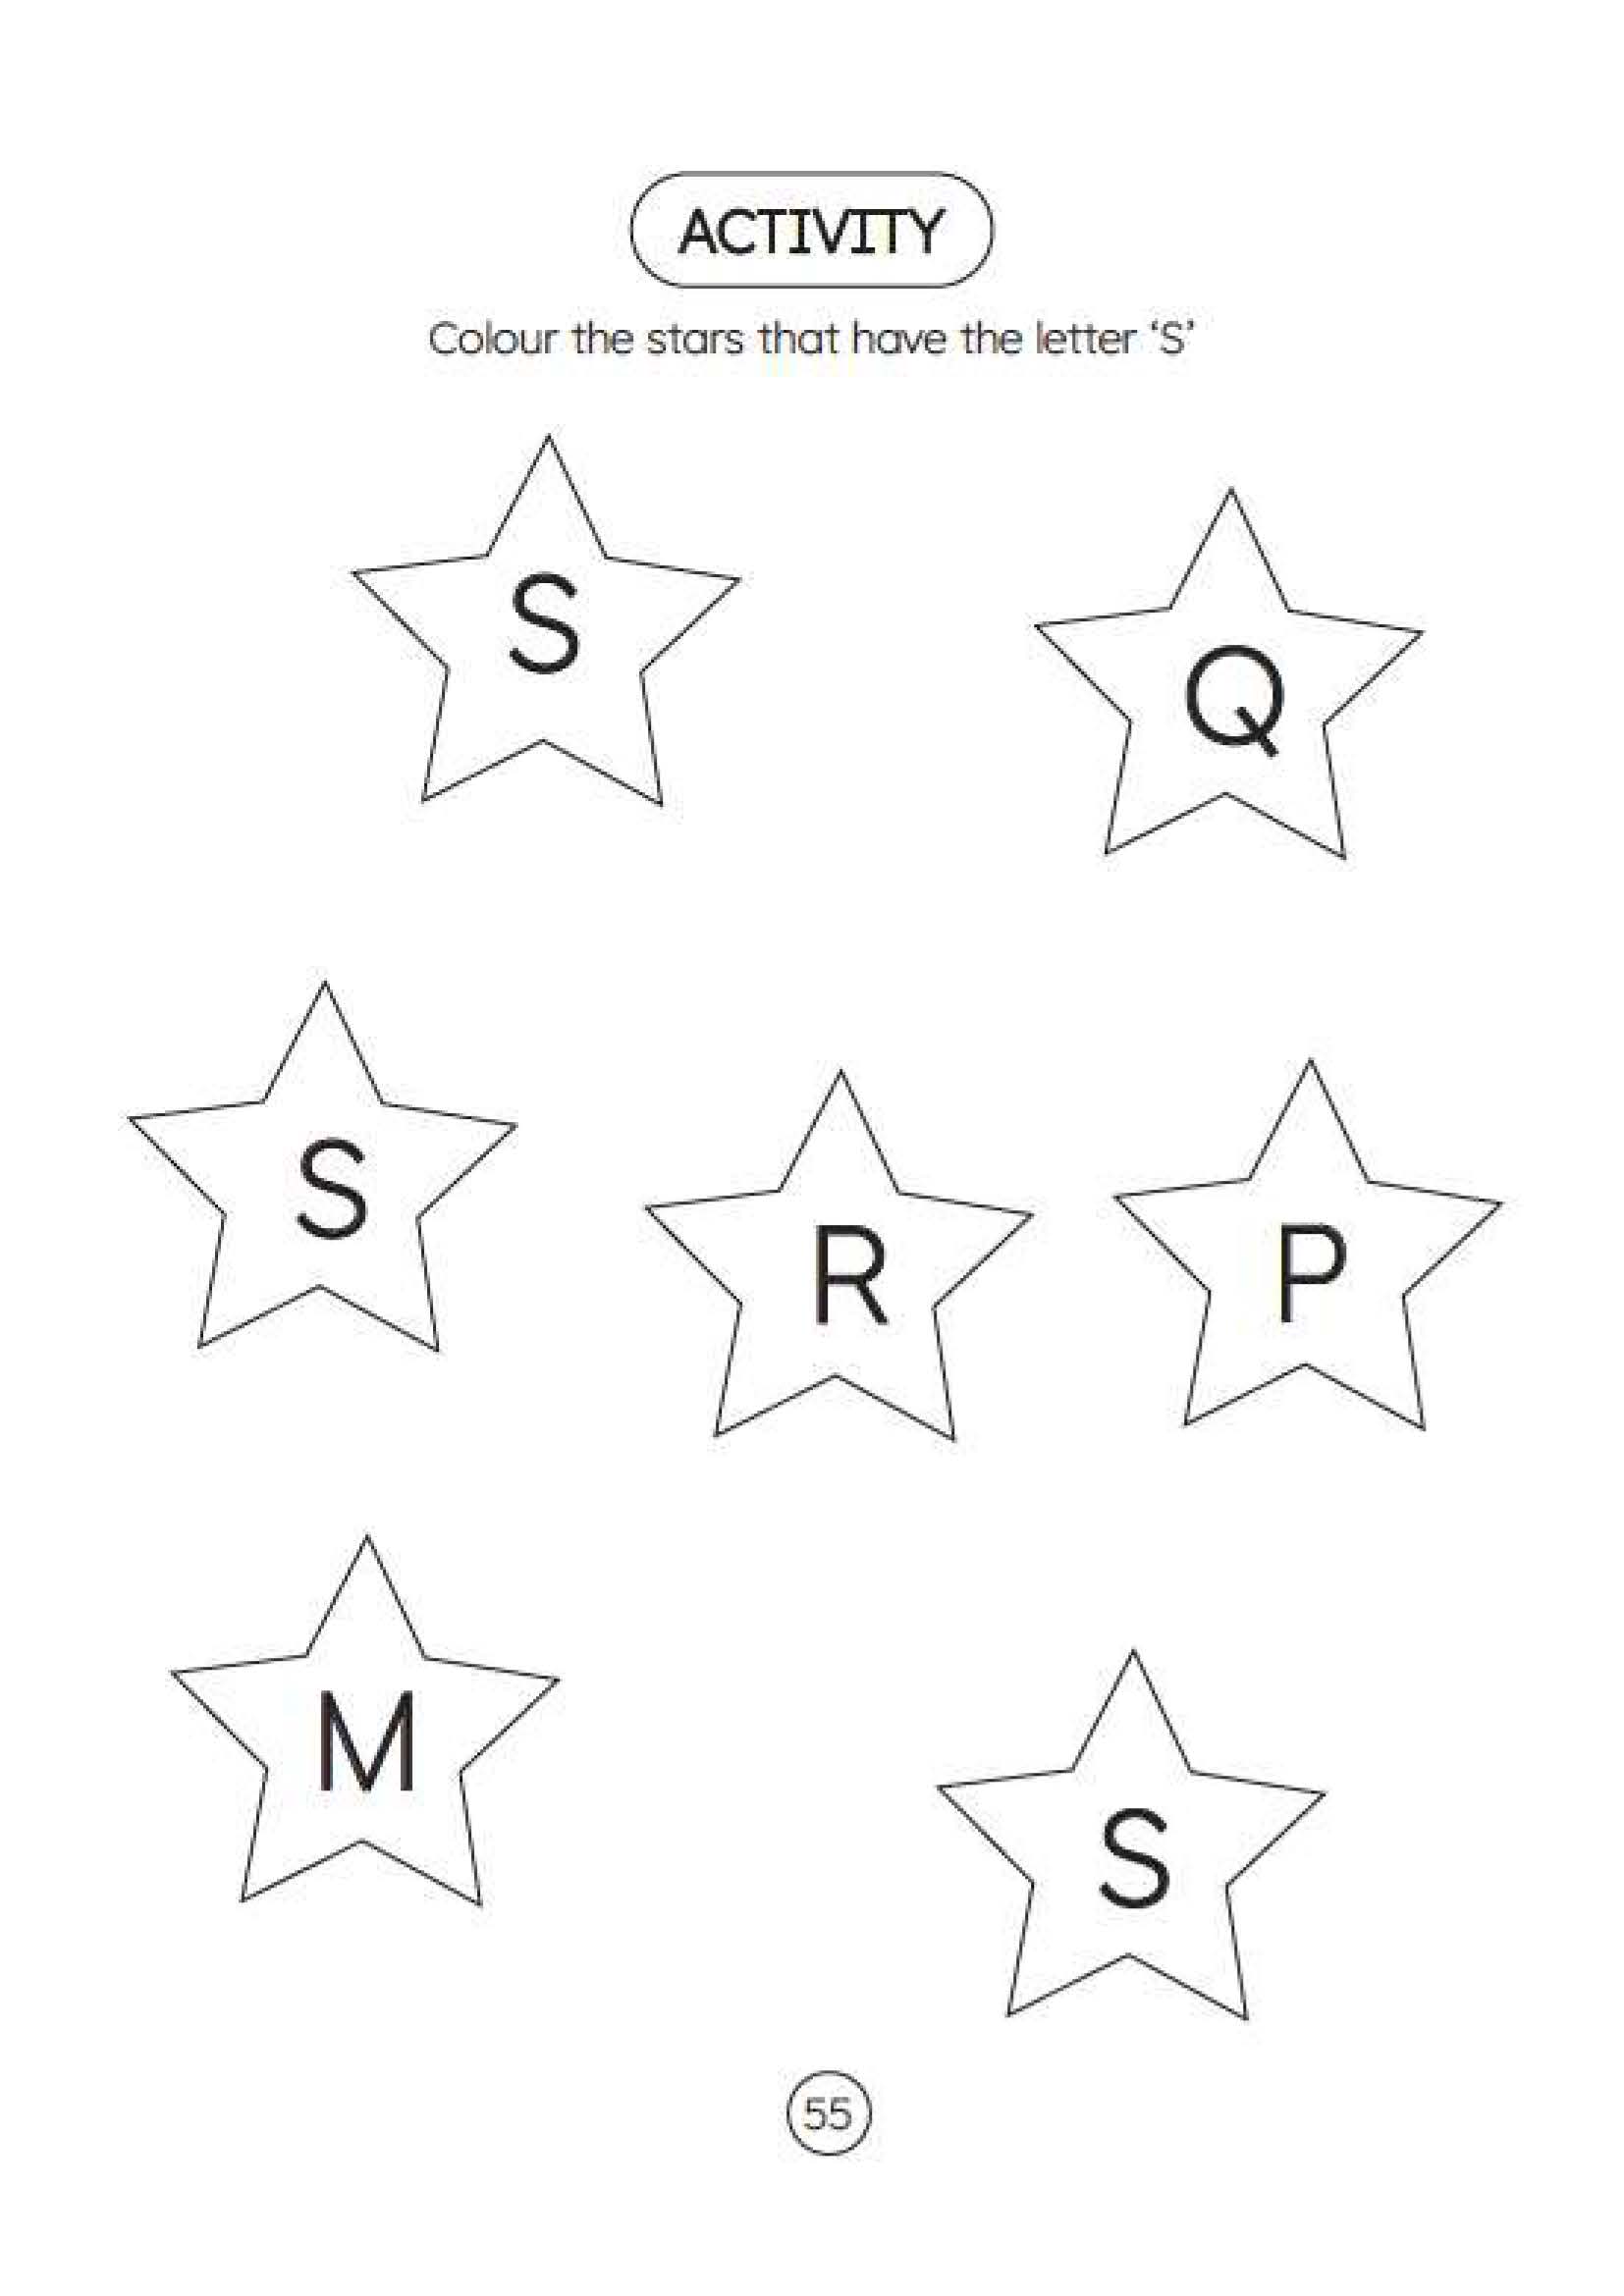 ACTIVITY
Colour the stars that have the letter ‘S’
S
Q
S
R
P
M
S
55